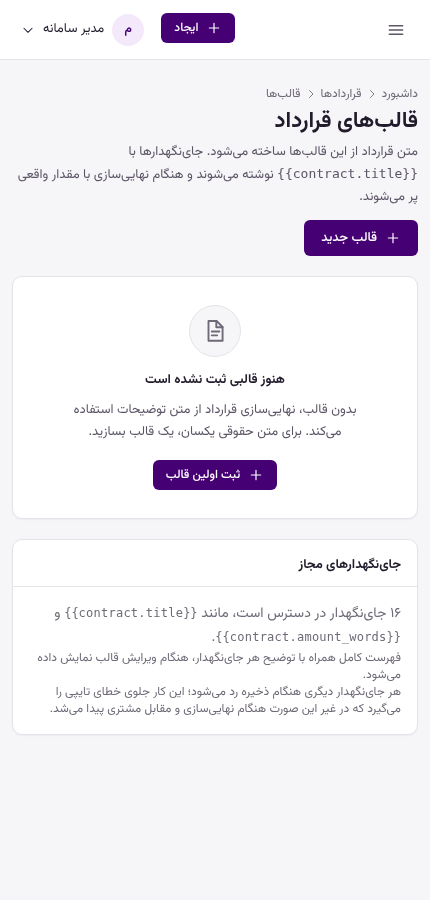 ایجاد
م
مدیر سامانه
داشبورد > قراردادها > قالب‌ها
قالب‌های قرارداد
متن قرارداد از این قالب‌ها ساخته می‌شود. جای‌نگهدارها با
{{contract.title}} نوشته می‌شوند و هنگام نهایی‌سازی با مقدار واقعی
پر می‌شوند.
قالب جدید
هنوز قالبی ثبت نشده است
بدون قالب، نهایی‌سازی قرارداد از متن توضیحات استفاده
می‌کند. برای متن حقوقی یکسان، یک قالب بسازید.
ثبت اولین قالب
جای‌نگهدارهای مجاز
۱۶ جای‌نگهدار در دسترس است، مانند {{contract.title}} و
{{contract.amount_words}}.
فهرست کامل همراه با توضیح هر جای‌نگهدار، هنگام ویرایش قالب نمایش داده
می‌شود.
هر جای‌نگهدار دیگری هنگام ذخیره رد می‌شود؛ این کار جلوی خطای تایپی را
می‌گیرد که در غیر این صورت هنگام نهایی‌سازی و مقابل مشتری پیدا می‌شد.